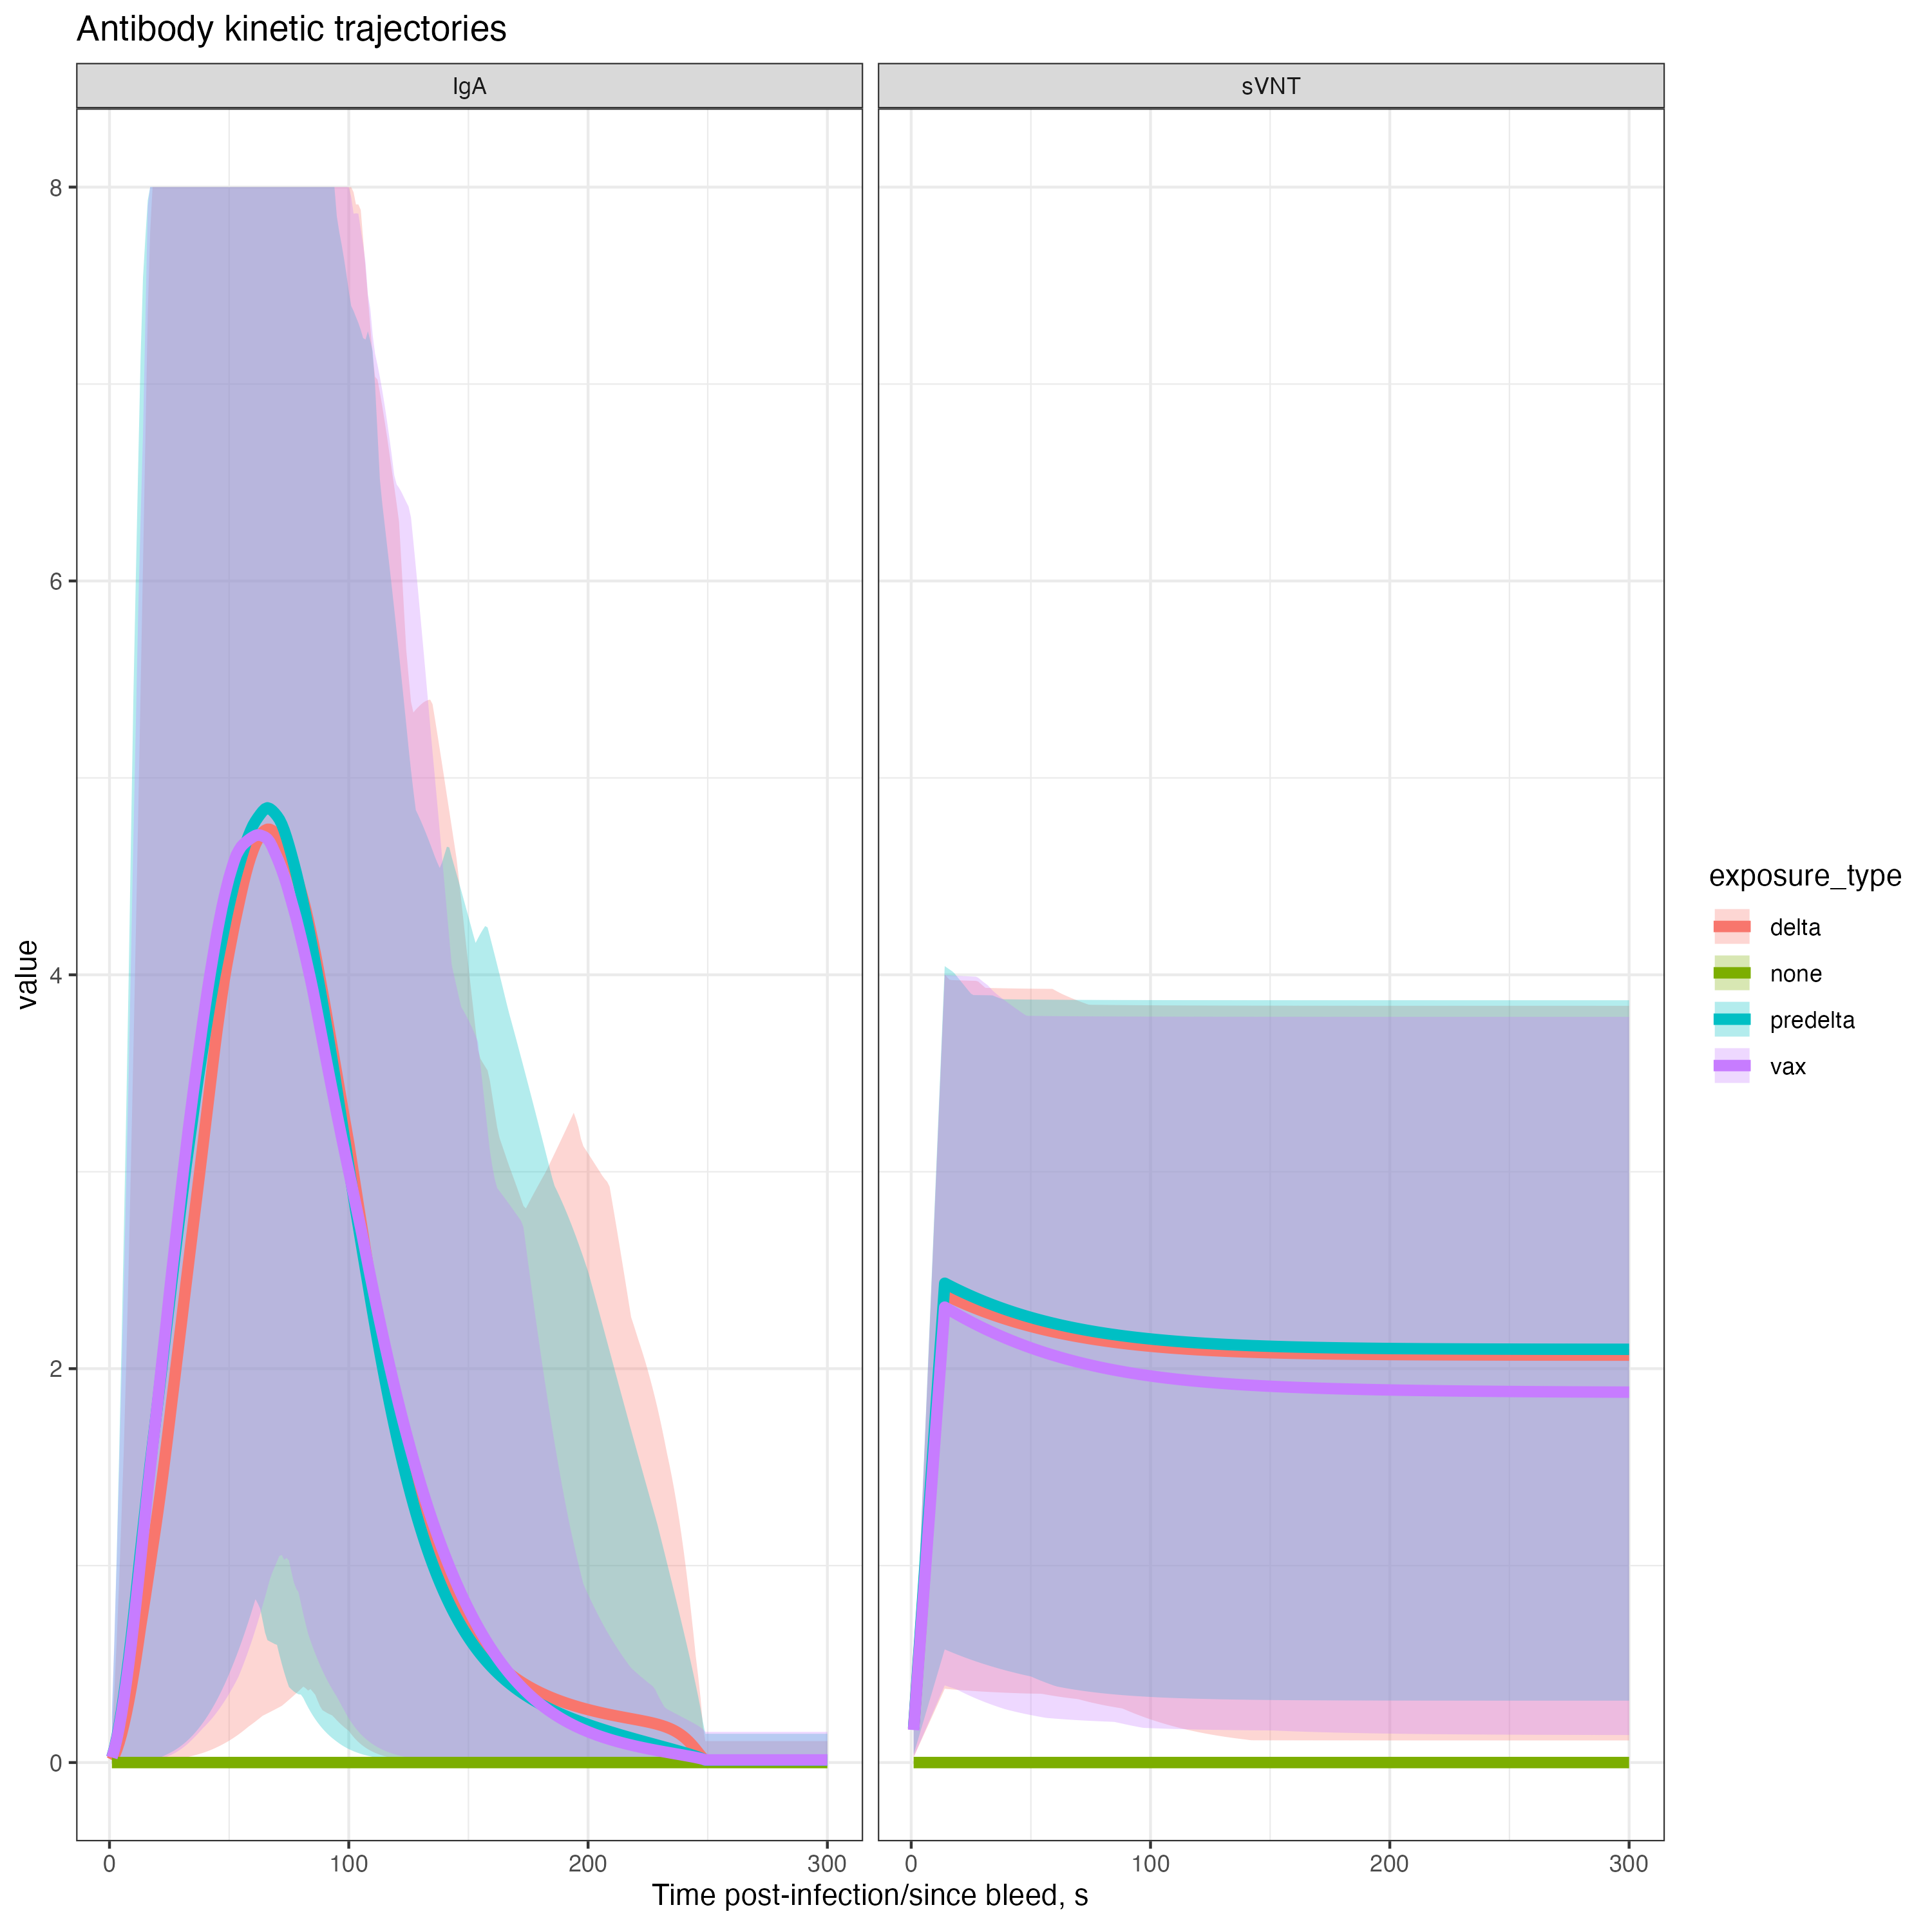 Antibody kinetic trajectories
IgA
sVNT
value
8
6
4
2
0
0 100 200 300
0 100 200 300
Time post-infection/since bleed, s
exposure_type
delta
none
predelta
vax